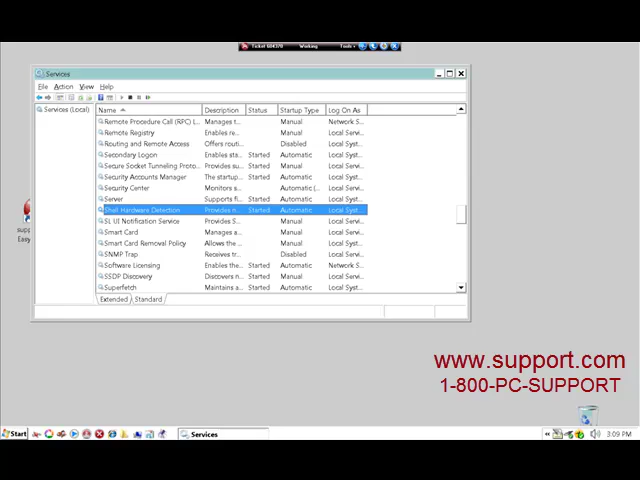 Ticket 604378 Working Tools
Services
File Action View Help
Services (Local)
Name Description Status Startup Type Log On As
Remote Procedure Call (RPC) L... Manages t... Manual Network S...
Remote Registry Enables re... Manual Local Servi...
Routing and Remote Access Offers routi... Disabled Local Syst...
Secondary Logon Enables sta... Started Automatic Local Syst...
Secure Socket Tunneling Proto... Provides su... Manual Local Servi...
Security Accounts Manager The startup... Started Automatic Local Syst...
Security Center Monitors s... Automatic (... Local Servi...
Server Supports fi... Started Automatic Local Syst...
Shell Hardware Detection Provides n... Started Automatic Local Syst...
SL UI Notification Service Provides S... Manual Local Servi...
Smart Card Manages a... Manual Local Servi...
Smart Card Removal Policy Allows the ... Manual Local Syst...
SNMP Trap Receives tr... Disabled Local Servi...
Software Licensing Enables the... Started Automatic Network S...
SSDP Discovery Discovers n... Started Manual Local Servi...
Superfetch Maintains a... Automatic Local Syst...
supp
Easy
Extended Standard
www.support.com
1-800-PC-SUPPORT
Start Services 3:09 PM